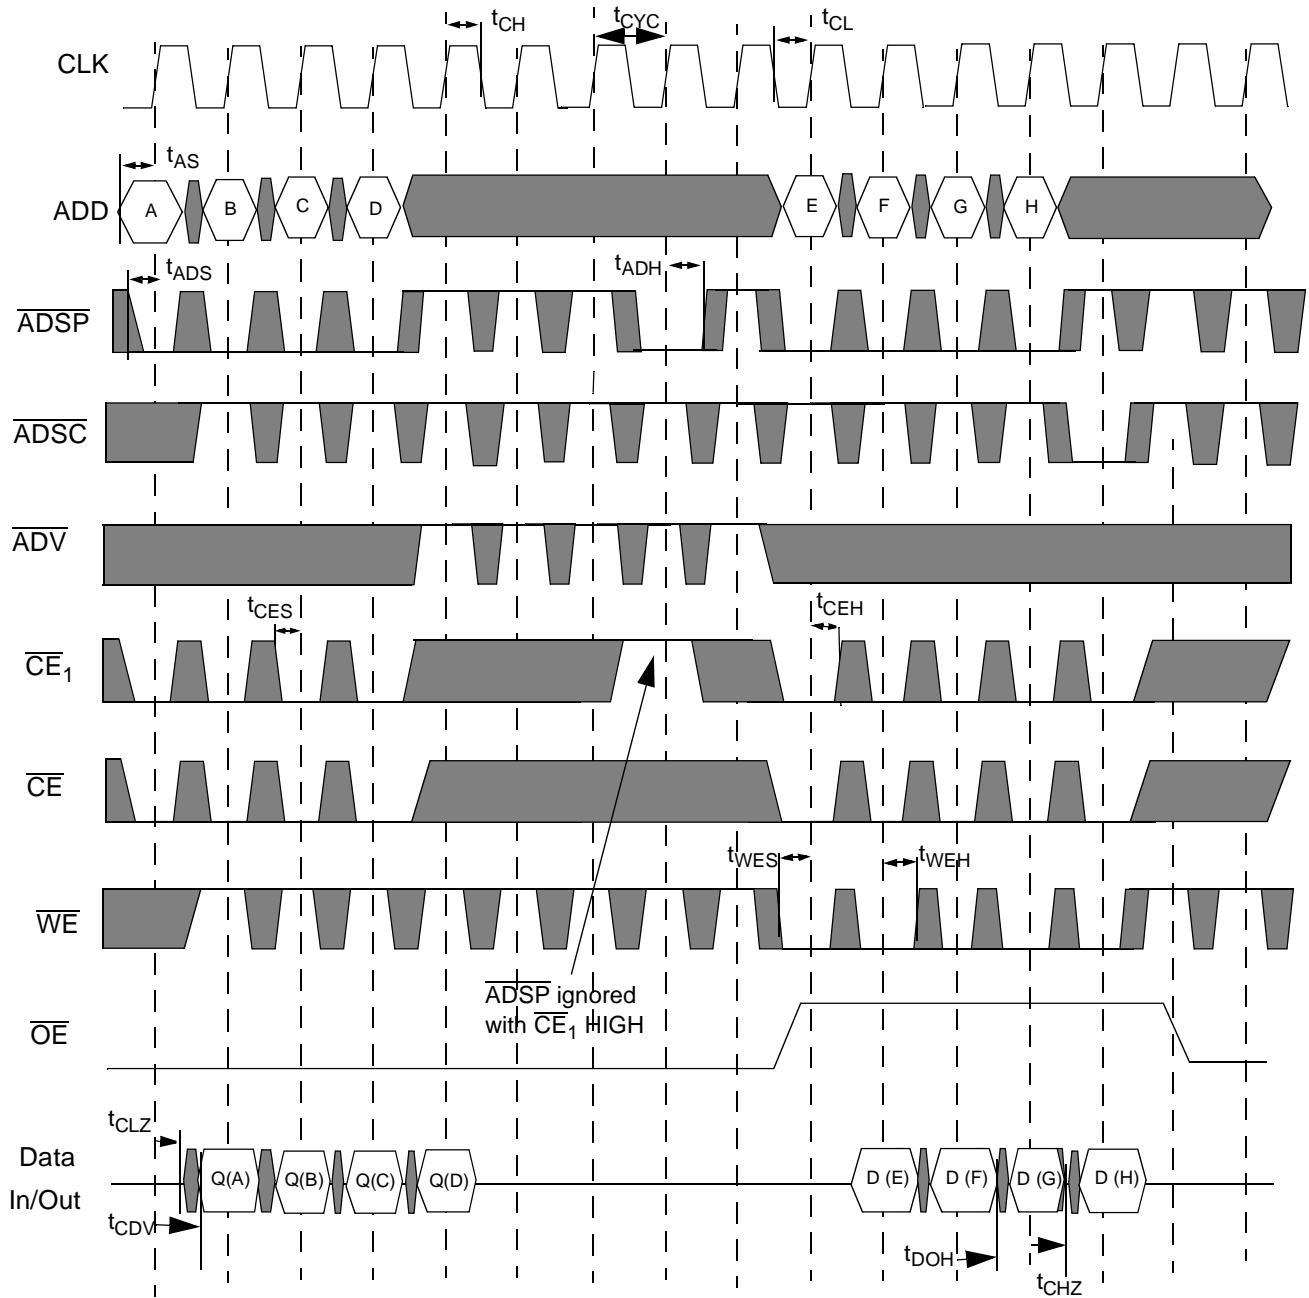 tCH
tCYC
tCL
CLK
tAS
ADD
A
B
C
D
E
F
G
H
tADS
tADH
ADSP
ADSC
ADV
tCES
tCEH
CE1
CE
tWES
tWEH
WE
ADSP ignored
with CE1 HIGH
OE
tCLZ
Data
In/Out
Q(A)
Q(B)
Q(C)
Q(D)
D (E)
D (F)
D (G)
D (H)
tCDV
tDOH
tCHZ